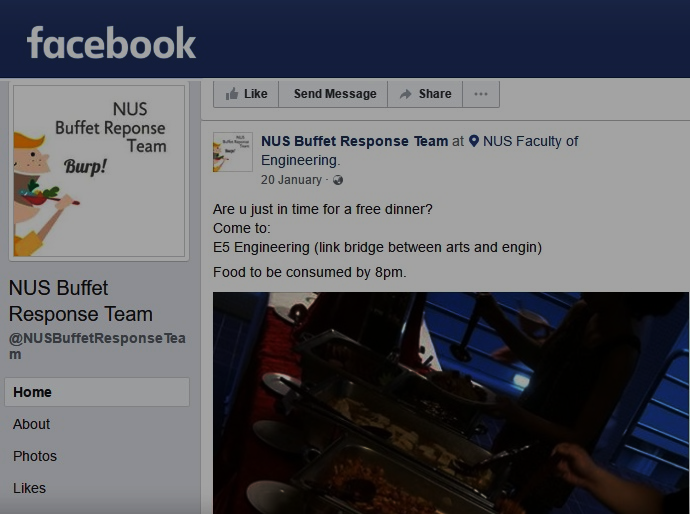 facebook
NUS
Buffet Reponse
Team
Burp!
NUS Buffet
Response Team
@NUSBuffetResponseTea
m
Home
About
Photos
Likes
Like Send Message Share ...
NUS Buffet Response Team at NUS Faculty of
Engineering.
20 January ·
Are u just in time for a free dinner?
Come to:
E5 Engineering (link bridge between arts and engin)
Food to be consumed by 8pm.